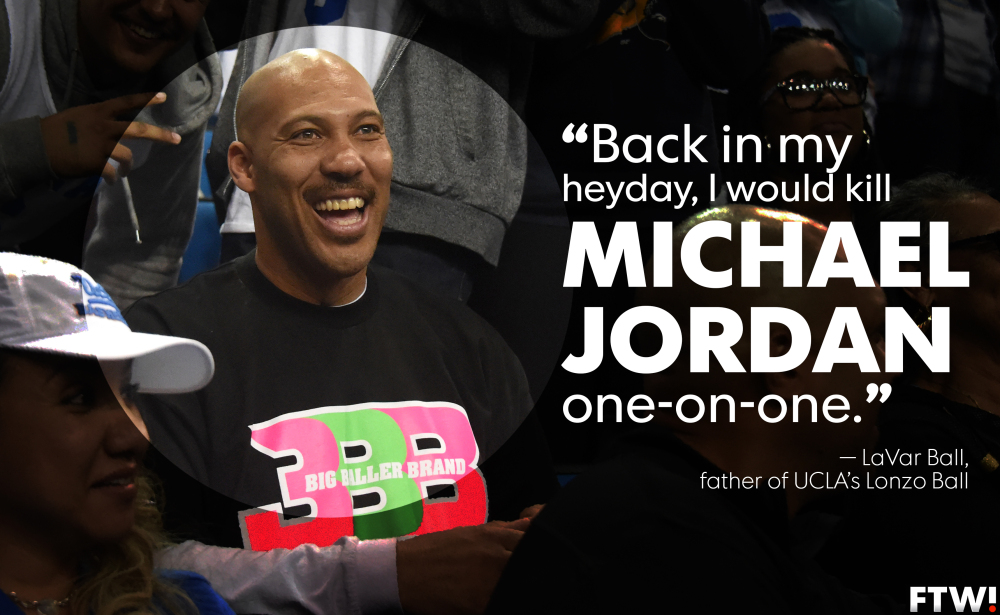 “Back in my
heyday, I would kill
MICHAEL
JORDAN
one-on-one.”
— LaVar Ball,
father of UCLA’s Lonzo Ball
BBB
BIG BALLER BRAND
FTW!